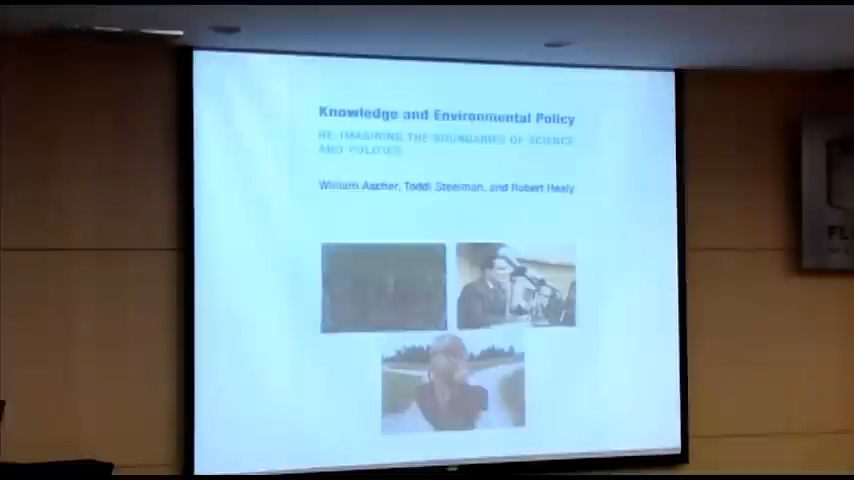 Knowledge and Environmental Policy
RE-IMAGINING THE BOUNDARIES OF SCIENCE
AND POLITICS
William Ascher, Toddi Steelman, and Robert Healy
FL